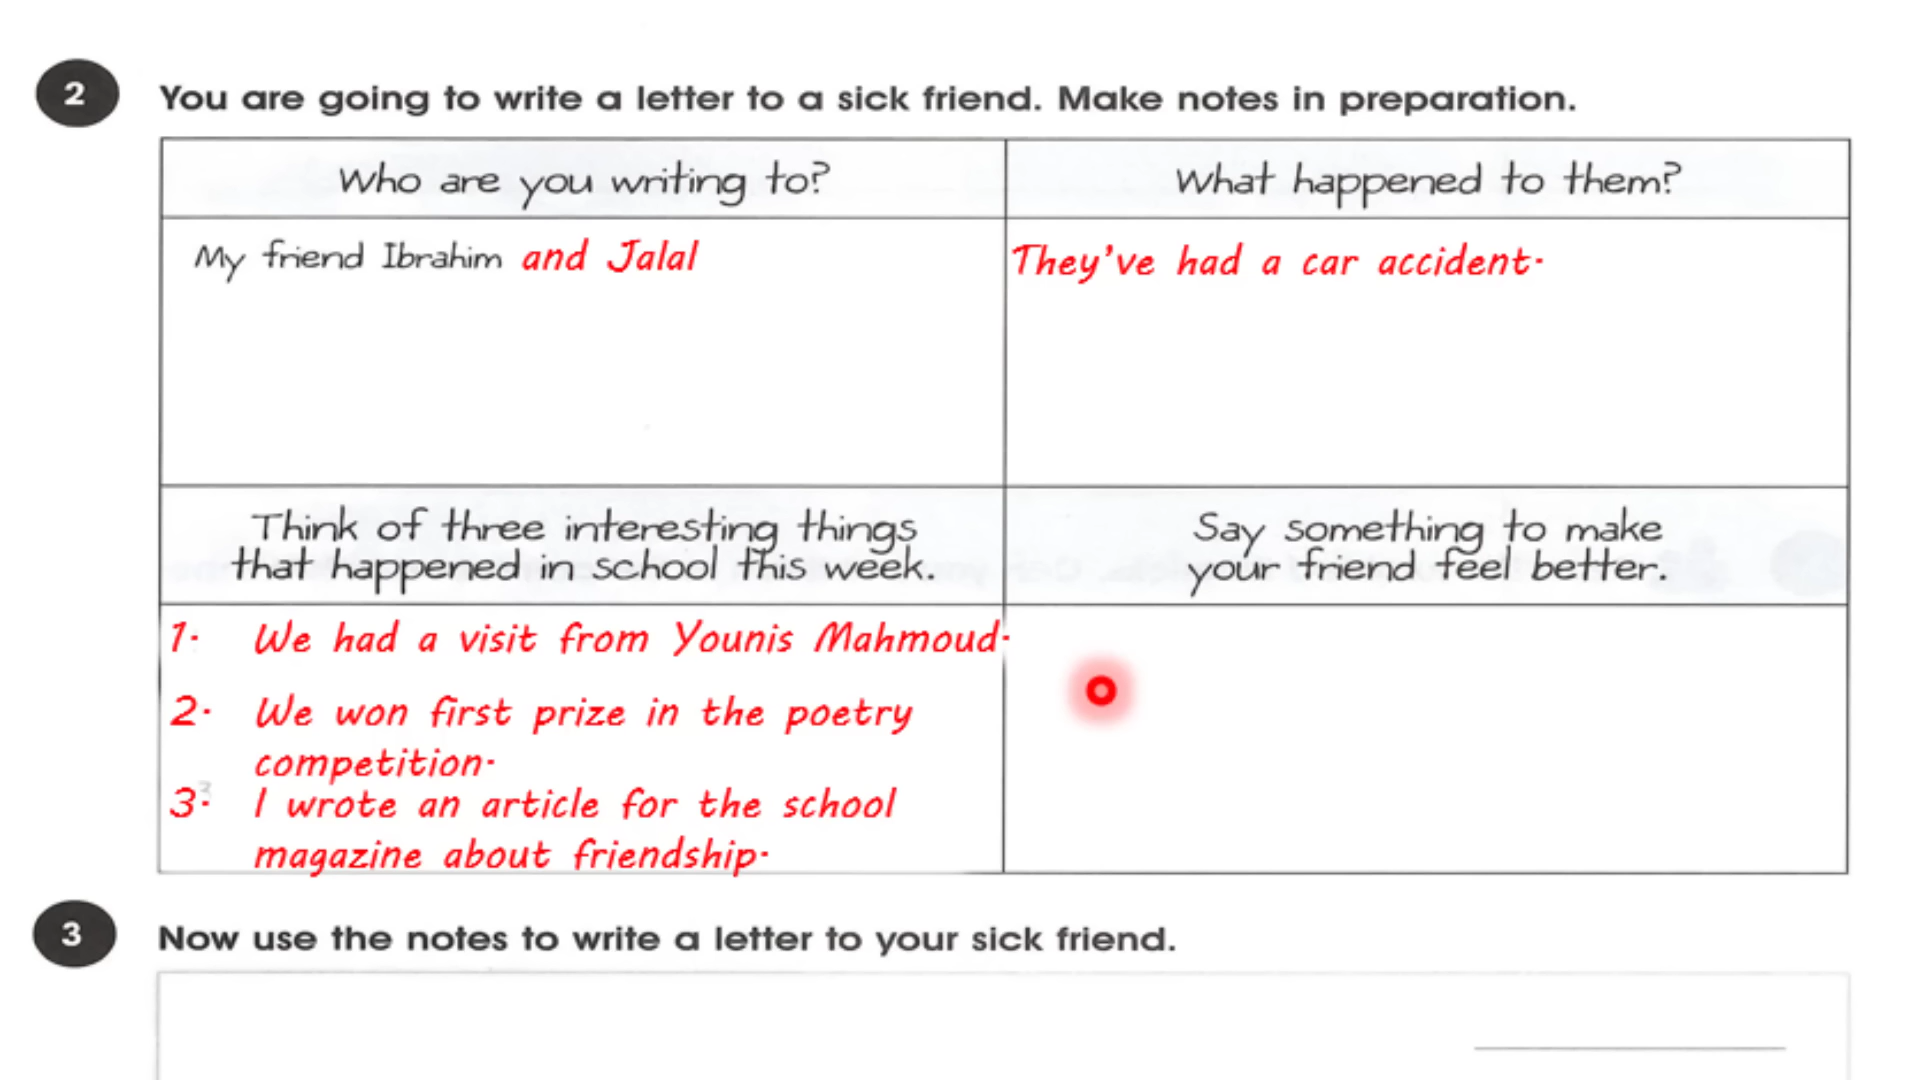 2 You are going to write a letter to a sick friend. Make notes in preparation.
Who are you writing to?
What happened to them?
My friend Ibrahim and Jalal
They've had a car accident.
Think of three interesting things
that happened in school this week.
Say something to make
your friend feel better.
1. We had a visit from Younis Mahmoud.
2. We won first prize in the poetry
competition.
3. I wrote an article for the school
magazine about friendship.
3 Now use the notes to write a letter to your sick friend.